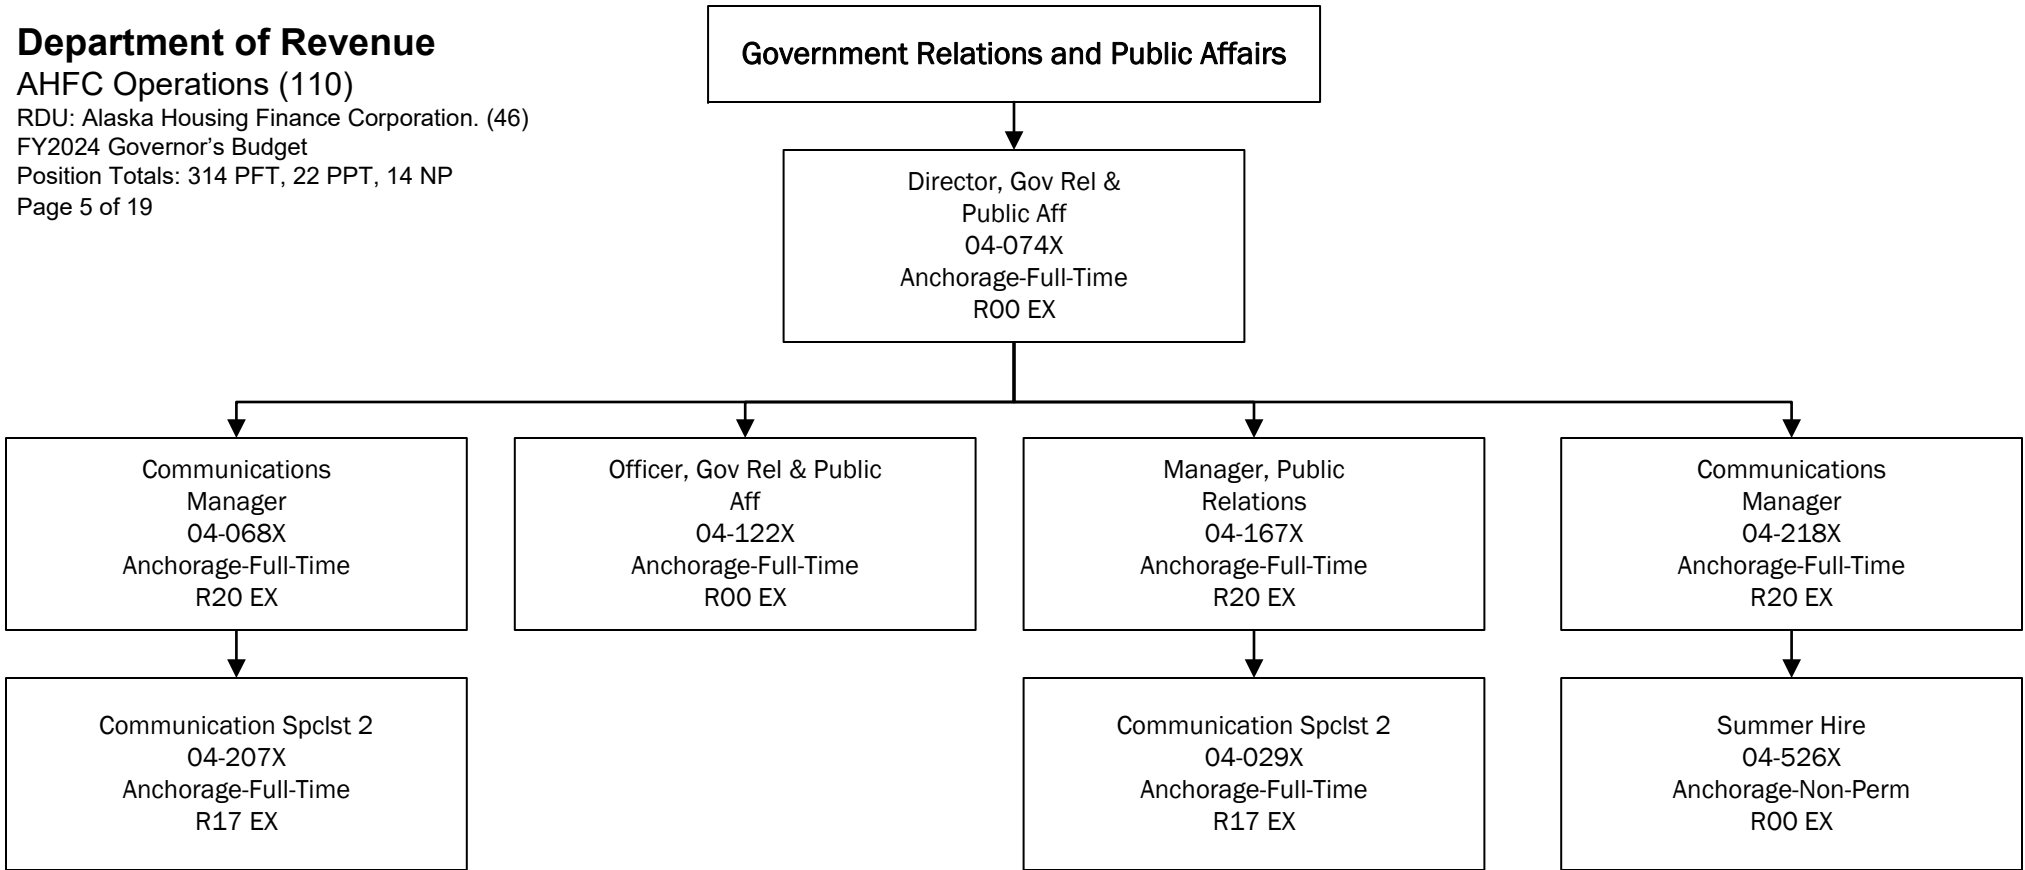 Department of Revenue
AHFC Operations (110)
RDU: Alaska Housing Finance Corporation. (46)
FY2024 Governor’s Budget
Position Totals: 314 PFT, 22 PPT, 14 NP
Page 5 of 19
Government Relations and Public Affairs
Director, Gov Rel &
Public Aff
04-074X
Anchorage-Full-Time
R00 EX
Communications
Manager
04-068X
Anchorage-Full-Time
R20 EX
Officer, Gov Rel & Public
Aff
04-122X
Anchorage-Full-Time
R00 EX
Manager, Public
Relations
04-167X
Anchorage-Full-Time
R20 EX
Communications
Manager
04-218X
Anchorage-Full-Time
R20 EX
Communication Spclst 2
04-207X
Anchorage-Full-Time
R17 EX
Communication Spclst 2
04-029X
Anchorage-Full-Time
R17 EX
Summer Hire
04-526X
Anchorage-Non-Perm
R00 EX